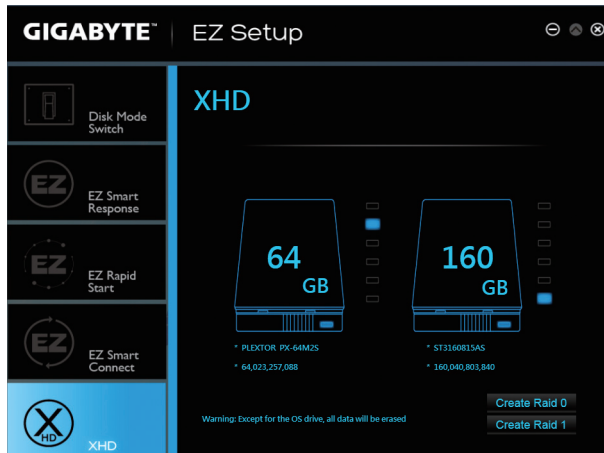 GIGABYTE™ EZ Setup
Disk Mode
Switch
EZ
EZ Smart
Response
EZ
EZ Rapid
Start
EZ
EZ Smart
Connect
X
HD
XHD
XHD
64
GB
* PLEXTOR PX-64M2S
* 64,023,257,088
160
GB
* ST3160815AS
* 160,040,803,840
Warning: Except for the OS drive, all data will be erased
Create Raid 0
Create Raid 1